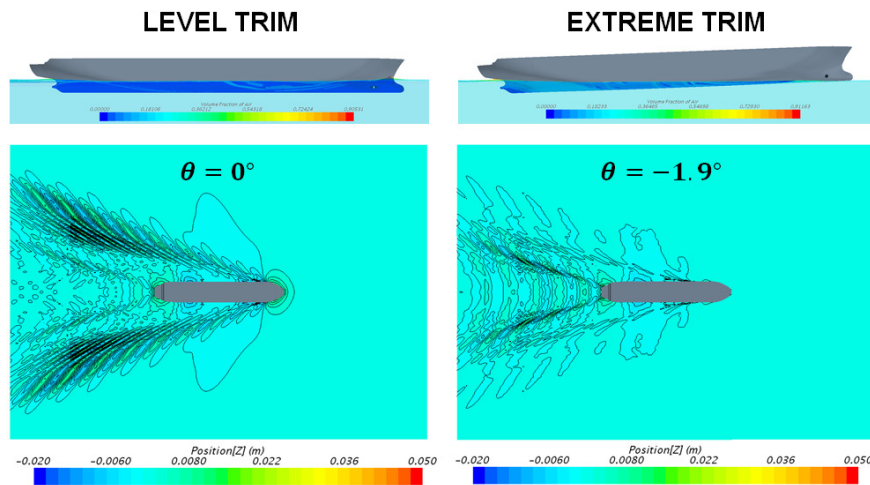 LEVEL TRIM
EXTREME TRIM
Volume Fraction of Air
0.00000 0.18106 0.36212 0.54318 0.72424 0.90531
Volume Fraction of Air
0.00000 0.18233 0.36465 0.54698 0.72930 0.91163
θ = 0°
θ = −1.9°
Position[Z] (m)
-0.020 -0.0060 0.0080 0.022 0.036 0.050
Position[Z] (m)
-0.020 -0.0060 0.0080 0.022 0.036 0.050